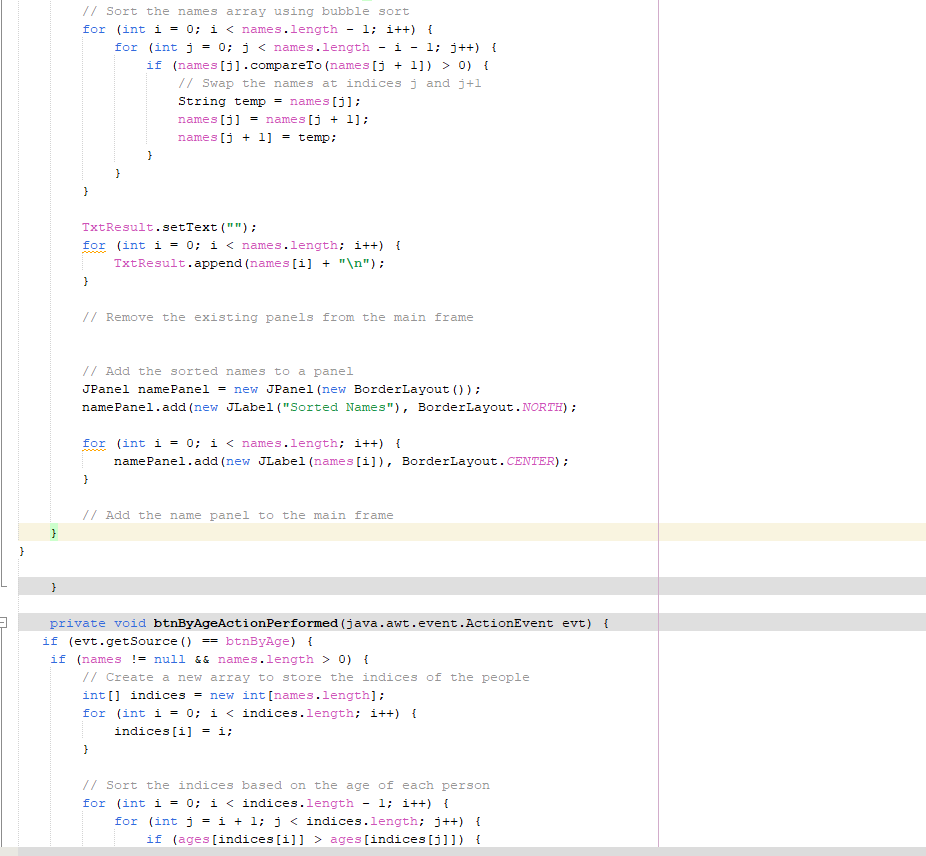 // Sort the names array using bubble sort
for (int i = 0; i < names.length - 1; i++) {
for (int j = 0; j < names.length - i - 1; j++) {
if (names[j].compareTo(names[j + 1]) > 0) {
// Swap the names at indices j and j+1
String temp = names[j];
names[j] = names[j + 1];
names[j + 1] = temp;
}
}
}
TxtResult.setText("");
for (int i = 0; i < names.length; i++) {
TxtResult.append(names[i] + "\n");
}
// Remove the existing panels from the main frame
// Add the sorted names to a panel
JPanel namePanel = new JPanel(new BorderLayout());
namePanel.add(new JLabel("Sorted Names"), BorderLayout.NORTH);
for (int i = 0; i < names.length; i++) {
namePanel.add(new JLabel(names[i]), BorderLayout.CENTER);
}
// Add the name panel to the main frame
}
}
}
private void btnByAgeActionPerformed(java.awt.event.ActionEvent evt) {
if (evt.getSource() == btnByAge) {
if (names != null && names.length > 0) {
// Create a new array to store the indices of the people
int[] indices = new int[names.length];
for (int i = 0; i < indices.length; i++) {
indices[i] = i;
}
// Sort the indices based on the age of each person
for (int i = 0; i < indices.length - 1; i++) {
for (int j = i + 1; j < indices.length; j++) {
if (ages[indices[i]] > ages[indices[j]]) {